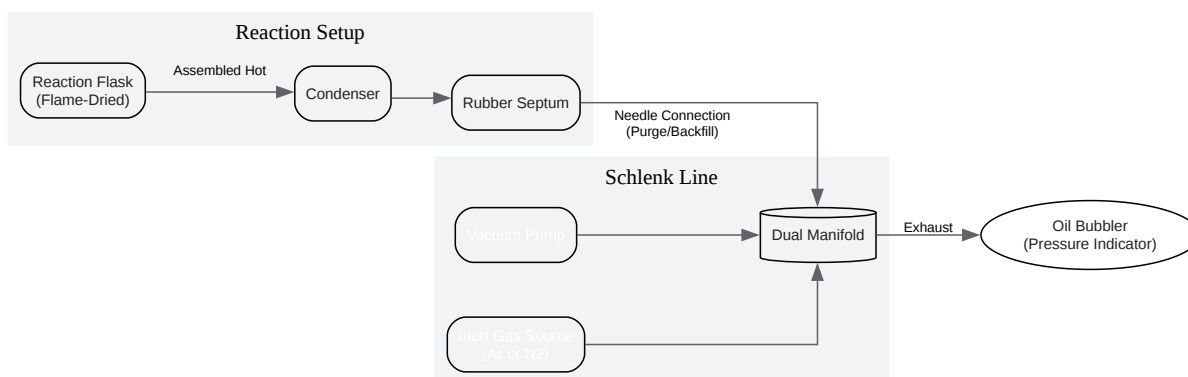 Reaction Setup
Reaction Flask
(Flame-Dried)
Assembled Hot
Condenser
Rubber Septum
Needle Connection
(Purge/Backfill)
Schlenk Line
Vacuum Pump
Dual Manifold
Exhaust
Oil Bubbler
(Pressure Indicator)
Inert Gas Source
(Ar or N2)